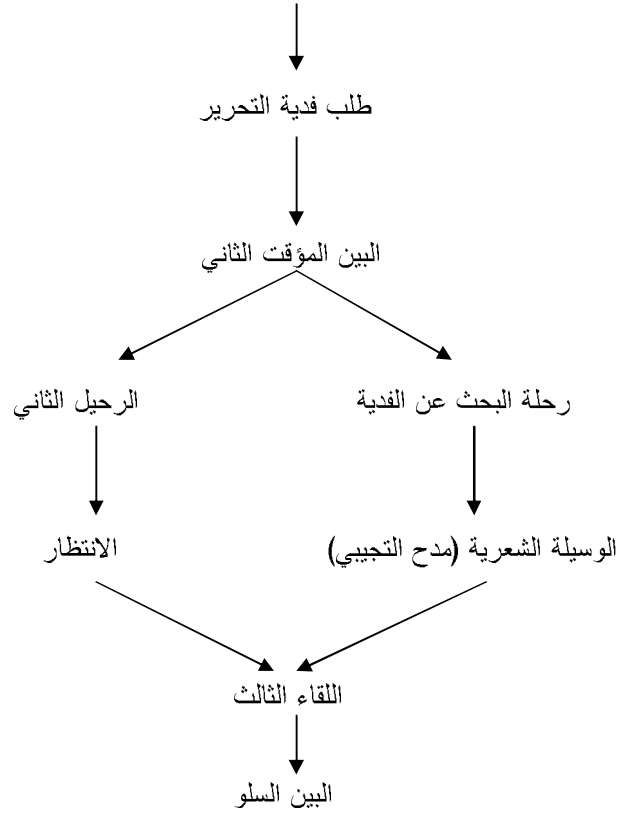 طلب فدية التحرير
البين المؤقت الثاني
رحلة البحث عن الفدية
الرحيل الثاني
الوسيلة الشعرية (مدح التجيبي)
الانتظار
اللقاء الثالث
البين السلو